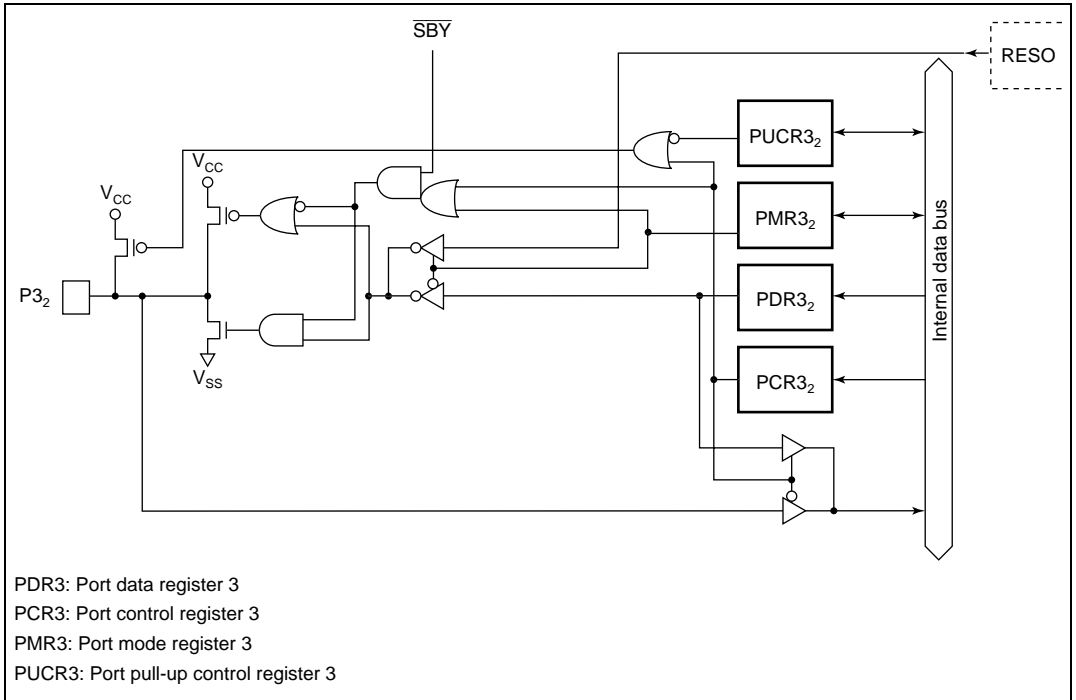 SBY
RESO
PUCR3₂
V_CC
V_CC
PMR3₂
Internal data bus
P3₂
PDR3₂
V_SS
PCR3₂
PDR3: Port data register 3
PCR3: Port control register 3
PMR3: Port mode register 3
PUCR3: Port pull-up control register 3